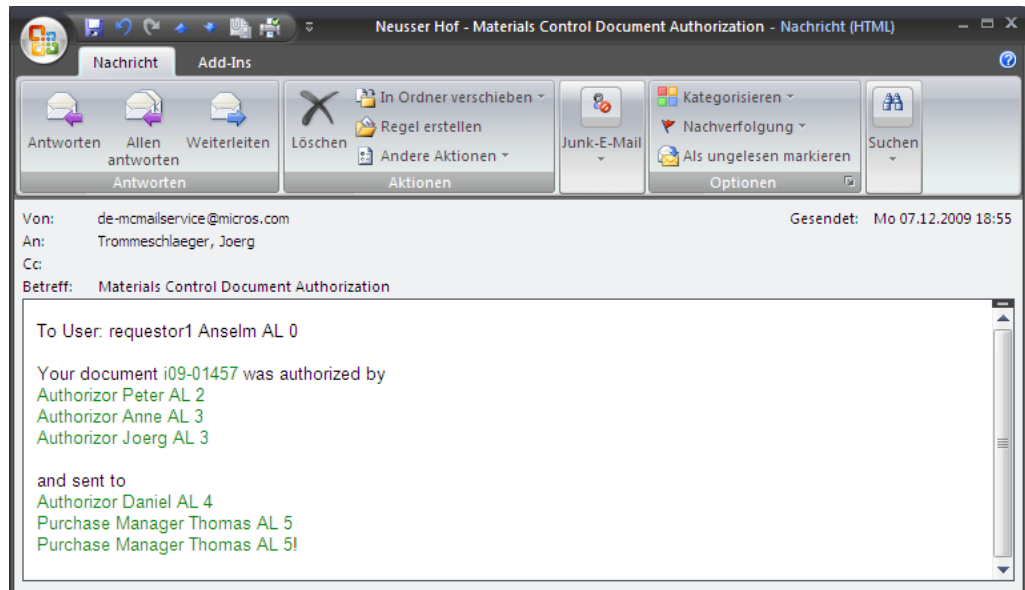 Neusser Hof - Materials Control Document Authorization - Nachricht (HTML)
Nachricht Add-Ins
Antworten
Allen antworten
Weiterleiten
Antworten
Löschen
In Ordner verschieben
Regel erstellen
Andere Aktionen
Aktionen
Junk-E-Mail
Kategorisieren
Nachverfolgung
Als ungelesen markieren
Optionen
Suchen
Von: de-mcmailservice@micros.com Gesendet: Mo 07.12.2009 18:55
An: Trommeschlaeger, Joerg
Cc:
Betreff: Materials Control Document Authorization
To User: requestor1 Anselm AL 0
Your document i09-01457 was authorized by
Authorizor Peter AL 2
Authorizor Anne AL 3
Authorizor Joerg AL 3
and sent to
Authorizor Daniel AL 4
Purchase Manager Thomas AL 5
Purchase Manager Thomas AL 5!